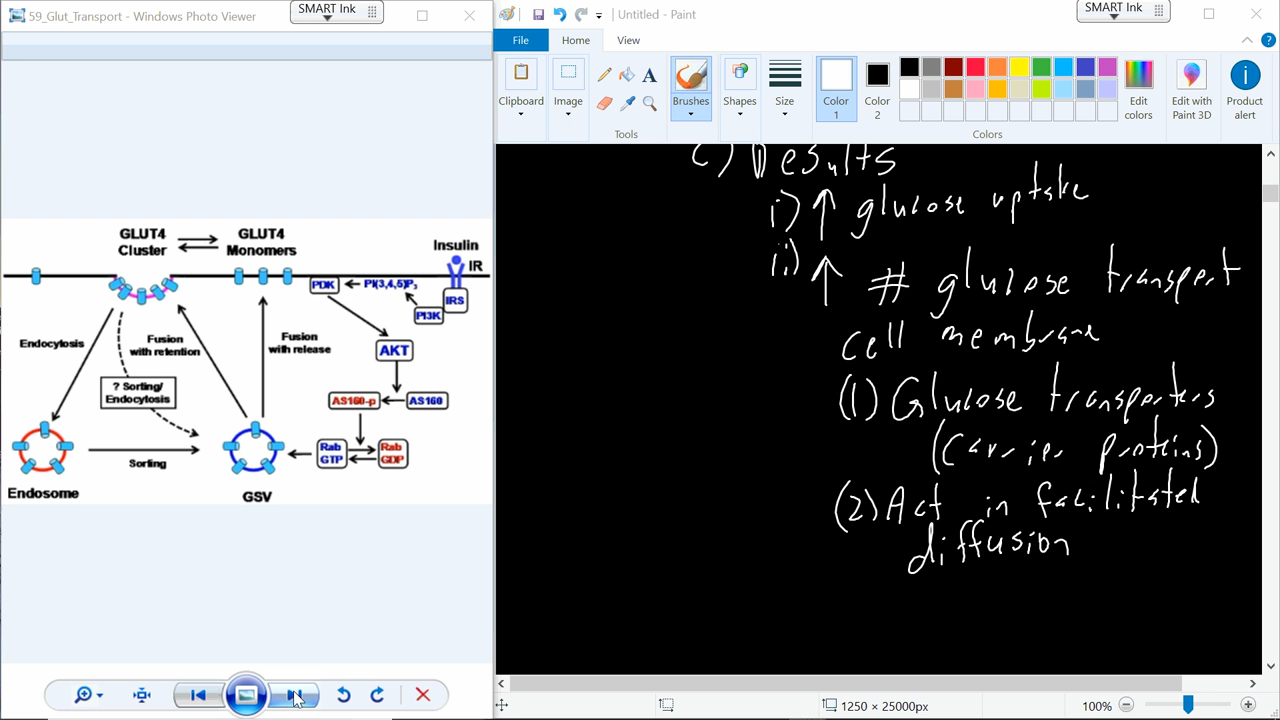 59_Glut_Transport - Windows Photo Viewer
SMART Ink
GLUT4
Cluster
GLUT4
Monomers
Insulin
IR
PDK
PI(3,4,5)P3
IRS
PI3K
Endocytosis
Fusion
with retention
Fusion
with release
AKT
? Sorting/
Endocytosis
AS160-p
AS160
Rab
GTP
Rab
GDP
Sorting
Endosome
GSV
Untitled - Paint
SMART Ink
File
Home
View
Clipboard
Image
A
Tools
Brushes
Shapes
Size
Color
1
Color
2
Colors
Edit
colors
Edit with
Paint 3D
Product
alert
c) Results
i) ↑ glucose uptake
ii) ↑ # glucose transport
cell membrane
(1) Glucose transporters
(carrier proteins)
(2) Act in facilitated
diffusion
1250 × 25000px
100%